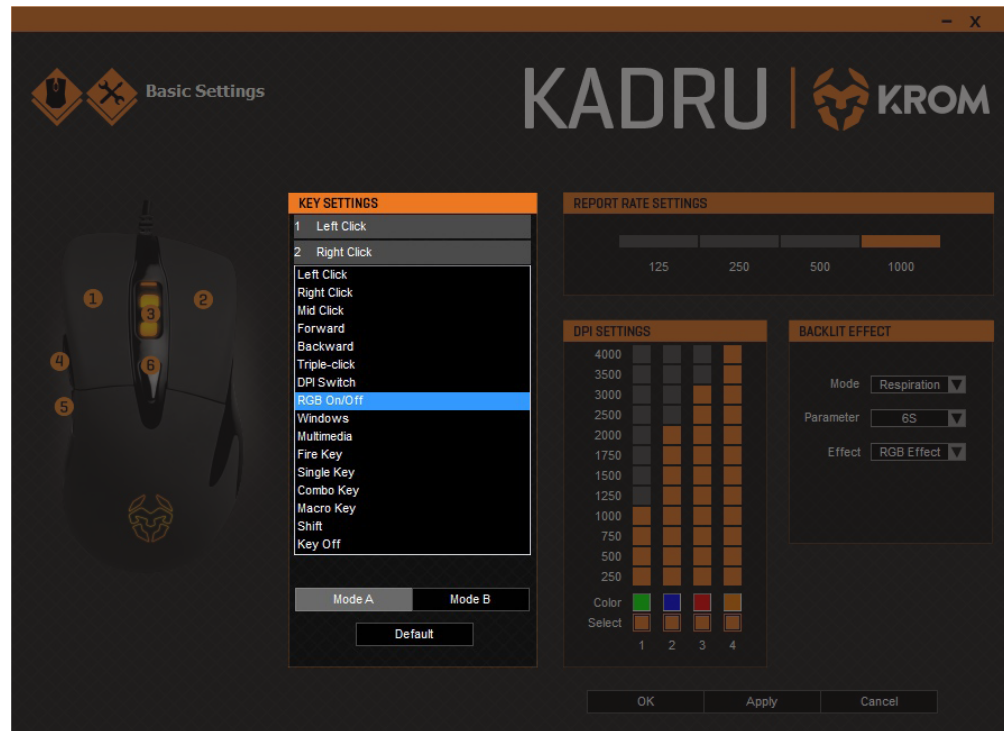 - X
Basic Settings
KADRU KROM
KEY SETTINGS
1 Left Click
2 Right Click
Left Click
Right Click
Mid Click
Forward
Backward
Triple-click
DPI Switch
RGB On/Off
Windows
Multimedia
Fire Key
Single Key
Combo Key
Macro Key
Shift
Key Off
Mode A Mode B
Default
1
2
3
4
5
6
REPORT RATE SETTINGS
125 250 500 1000
DPI SETTINGS
4000
3500
3000
2500
2000
1750
1500
1250
1000
750
500
250
Color
Select
1 2 3 4
BACKLIT EFFECT
Mode Respiration
Parameter 6S
Effect RGB Effect
OK Apply Cancel